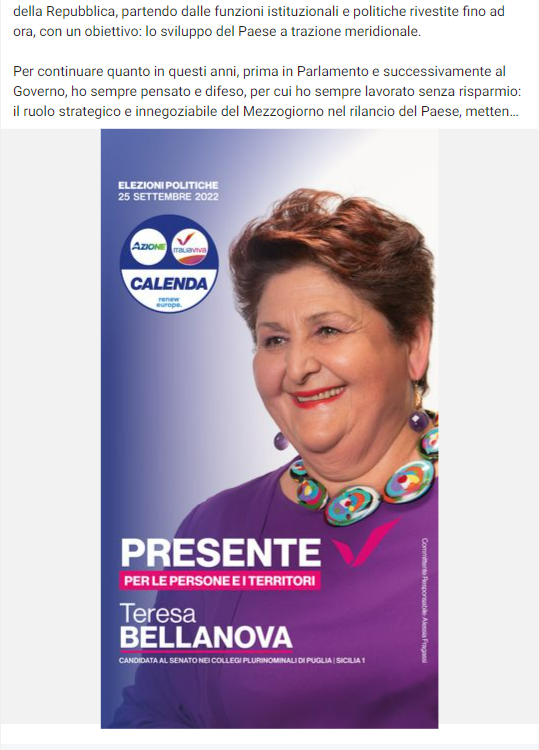 della Repubblica, partendo dalle funzioni istituzionali e politiche rivestite fino ad
ora, con un obiettivo: lo sviluppo del Paese a trazione meridionale.
Per continuare quanto in questi anni, prima in Parlamento e successivamente al
Governo, ho sempre pensato e difeso, per cui ho sempre lavorato senza risparmio:
il ruolo strategico e innegoziabile del Mezzogiorno nel rilancio del Paese, metten...
ELEZIONI POLITICHE
25 SETTEMBRE 2022
AZIONE
ITALIA VIVA
CALENDA
renew
europe.
PRESENTE
PER LE PERSONE E I TERRITORI
Teresa
BELLANOVA
CANDIDATA AL SENATO NEI COLLEGI PLURINOMINALI DI PUGLIA | SICILIA 1
Committente Responsabile Alessia Fragassi